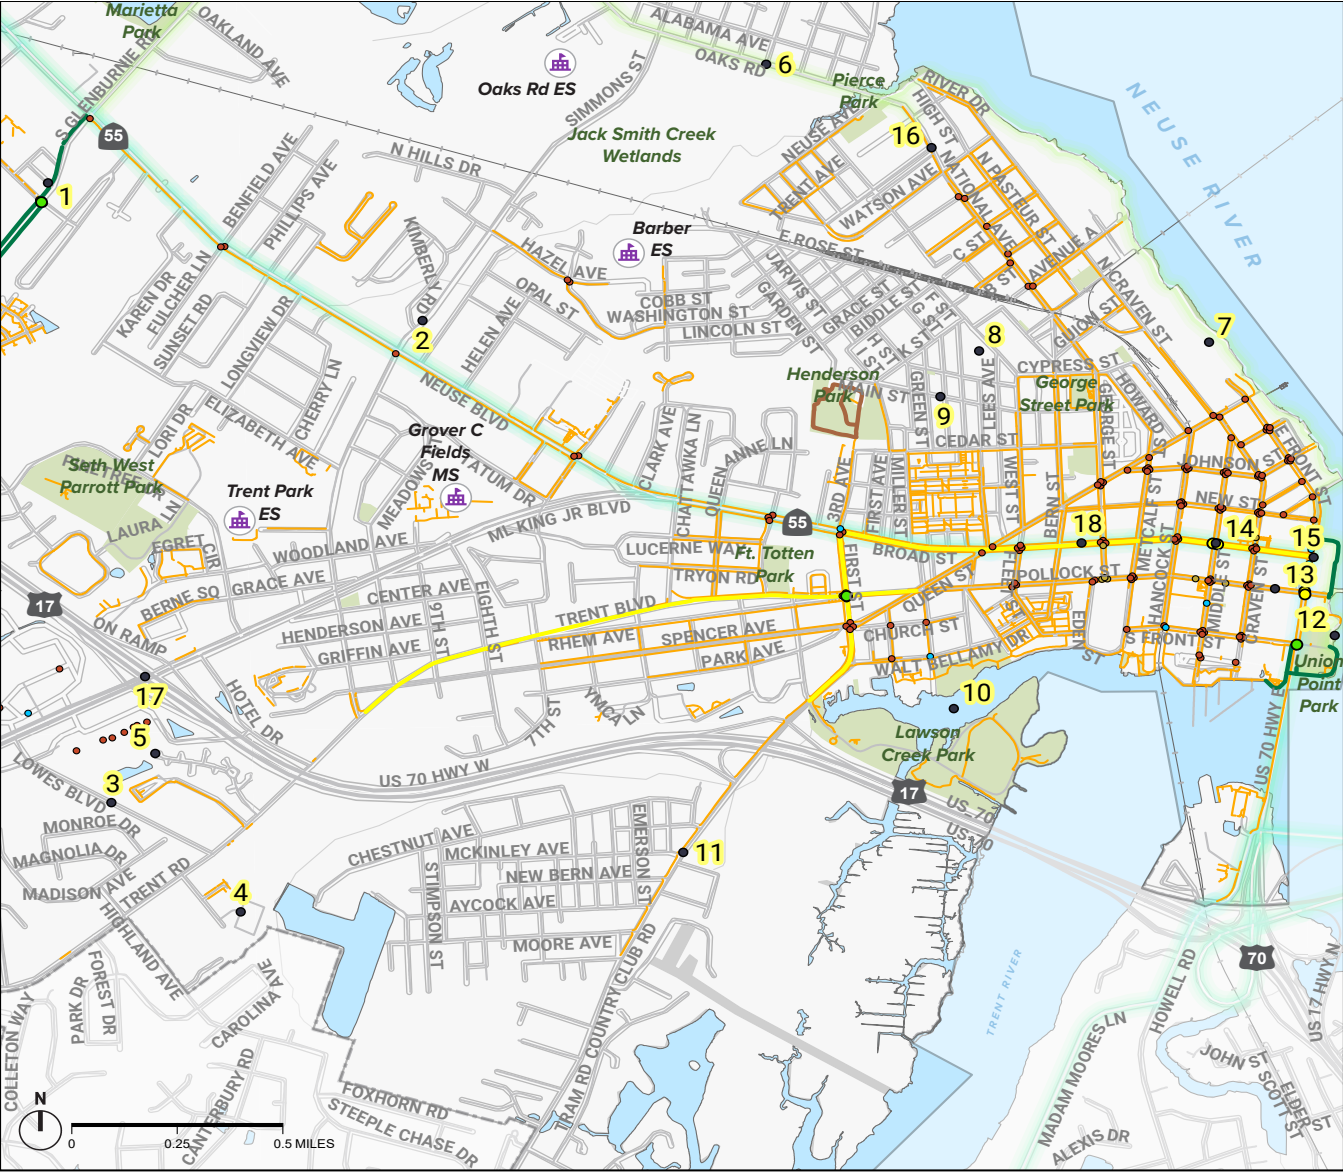 Marietta
Park
OAKLAND AVE
S GLENBURNIE RD
55
1
ALABAMA AVE
OAKS RD
6
Oaks Rd ES
SIMMONS ST
Pierce
Park
RIVER DR
HIGH ST
NEUSE AVE
16
NEUSE RIVER
Jack Smith Creek
Wetlands
N HILLS DR
BENFIELD AVE
PHILLIPS AVE
TRENT AVE
WATSON AVE
NATIONAL AVE
N PASTEUR ST
C ST
AVENUE A
R ST
KIMBERLY RD
HAZEL AVE
Barber
ES
E ROSE ST
N CRAVEN ST
KAREN DR
FULCHER LN
SUNSET RD
LONGVIEW DR
OPAL ST
COBB ST
WASHINGTON ST
LINCOLN ST
JARVIS ST
GARDEN ST
GRACE ST
BIDDLE ST
F ST
G ST
H ST
I ST
K ST
GUION ST
7
2
8
HELEN AVE
CHERRY LN
NEUSE BLVD
Henderson
Park
MAIN ST
GREEN ST
9
LEES AVE
CYPRESS ST
George
Street Park
GEORGE ST
HOWARD ST
CEDAR ST
LORI DR
ELIZABETH AVE
Grover C
Fields
MS
MEADOWS ST
TATUM DR
CLARK AVE
CHATTAWKA LN
QUEEN ANNE LN
3RD AVE
FIRST AVE
MILLER ST
WEST ST
BERN ST
METCALF ST
JOHNSON ST
E FRONT ST
NEW ST
PINETREE DR
Seth West
Parrott Park
LAURA LN
Trent Park
ES
ML KING JR BLVD
55
18
14
15
EGRET CIR
WOODLAND AVE
LUCERNE WAY
Ft. Totten
Park
FIRST ST
BROAD ST
TRYON RD
QUEEN ST
FLEET ST
POLLOCK ST
HANCOCK ST
MIDDLE ST
CRAVEN ST
13
12
17
BERNE SQ
GRACE AVE
CENTER AVE
9TH ST
EIGHTH ST
TRENT BLVD
ON RAMP
HENDERSON AVE
GRIFFIN AVE
RHEM AVE
SPENCER AVE
PARK AVE
CHURCH ST
WALT BELLAMY DR
EDEN ST
S FRONT ST
Union
Point
Park
17
HOTEL DR
7TH ST
YMCA LN
10
Lawson
Creek Park
US 70 HWY E
5
3
LOWES BLVD
US 70 HWY W
17
US_70
US_70
MONROE DR
MAGNOLIA DR
MADISON AVE
TRENT RD
HIGHLAND AVE
4
CHESTNUT AVE
MCKINLEY AVE
NEW BERN AVE
AYCOCK AVE
MOORE AVE
STIMPSON ST
EMERSON ST
11
COUNTRY CLUB RD
TRENT RIVER
70
HOWELL RD
US 17 HWY N
COLLETON WAY
PARK DR
FOREST DR
CAROLINA AVE
CANTERBURY RD
FOXHORN RD
STEEPLE CHASE DR
RAM RD
MADAM MOORES LN
ALEXIS DR
JOHN ST
SCOTT ST
ELDER ST
N
0
0.25
0.5 MILES